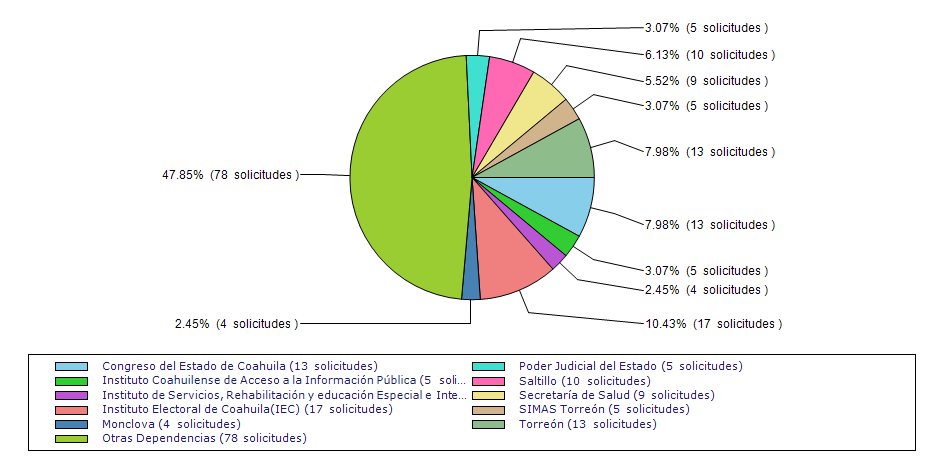 3.07% (5 solicitudes )
6.13% (10 solicitudes )
5.52% (9 solicitudes )
3.07% (5 solicitudes )
7.98% (13 solicitudes )
47.85% (78 solicitudes )
7.98% (13 solicitudes )
3.07% (5 solicitudes )
2.45% (4 solicitudes )
2.45% (4 solicitudes )
10.43% (17 solicitudes )
Congreso del Estado de Coahuila (13 solicitudes)
Instituto Coahuilense de Acceso a la Información Pública (5 soli...
Instituto de Servicios, Rehabilitación y educación Especial e Inte...
Instituto Electoral de Coahuila(IEC) (17 solicitudes)
Monclova (4 solicitudes)
Otras Dependencias (78 solicitudes)
Poder Judicial del Estado (5 solicitudes)
Saltillo (10 solicitudes)
Secretaría de Salud (9 solicitudes)
SIMAS Torreón (5 solicitudes)
Torreón (13 solicitudes)